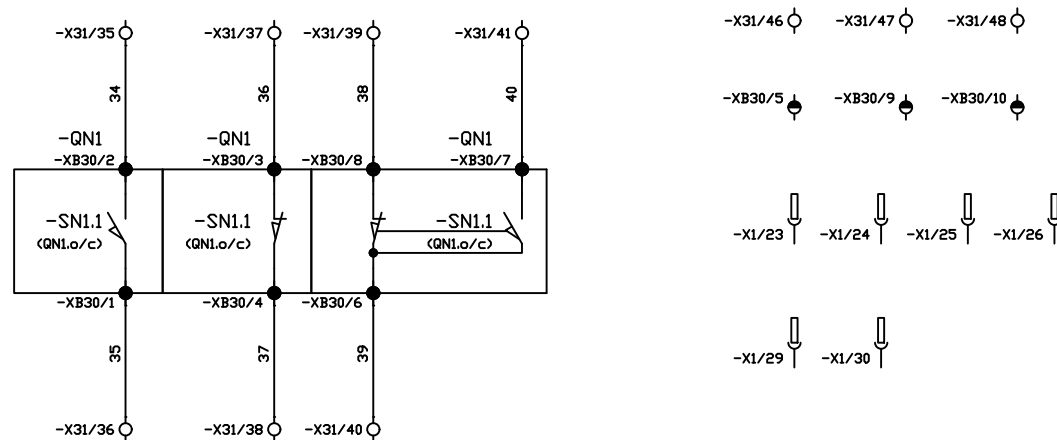 -X31/35
-X31/37
-X31/39
-X31/41
34
36
38
40
-QN1
-QN1
-QN1
-XB30/2
-XB30/3
-XB30/8
-XB30/7
-SN1.1
(QN1.o/c)
-SN1.1
(QN1.o/c)
-SN1.1
(QN1.o/c)
-XB30/1
-XB30/4
-XB30/6
35
37
39
-X31/36
-X31/38
-X31/40
-X31/46
-X31/47
-X31/48
-XB30/5
-XB30/9
-XB30/10
-X1/23
-X1/24
-X1/25
-X1/26
-X1/29
-X1/30